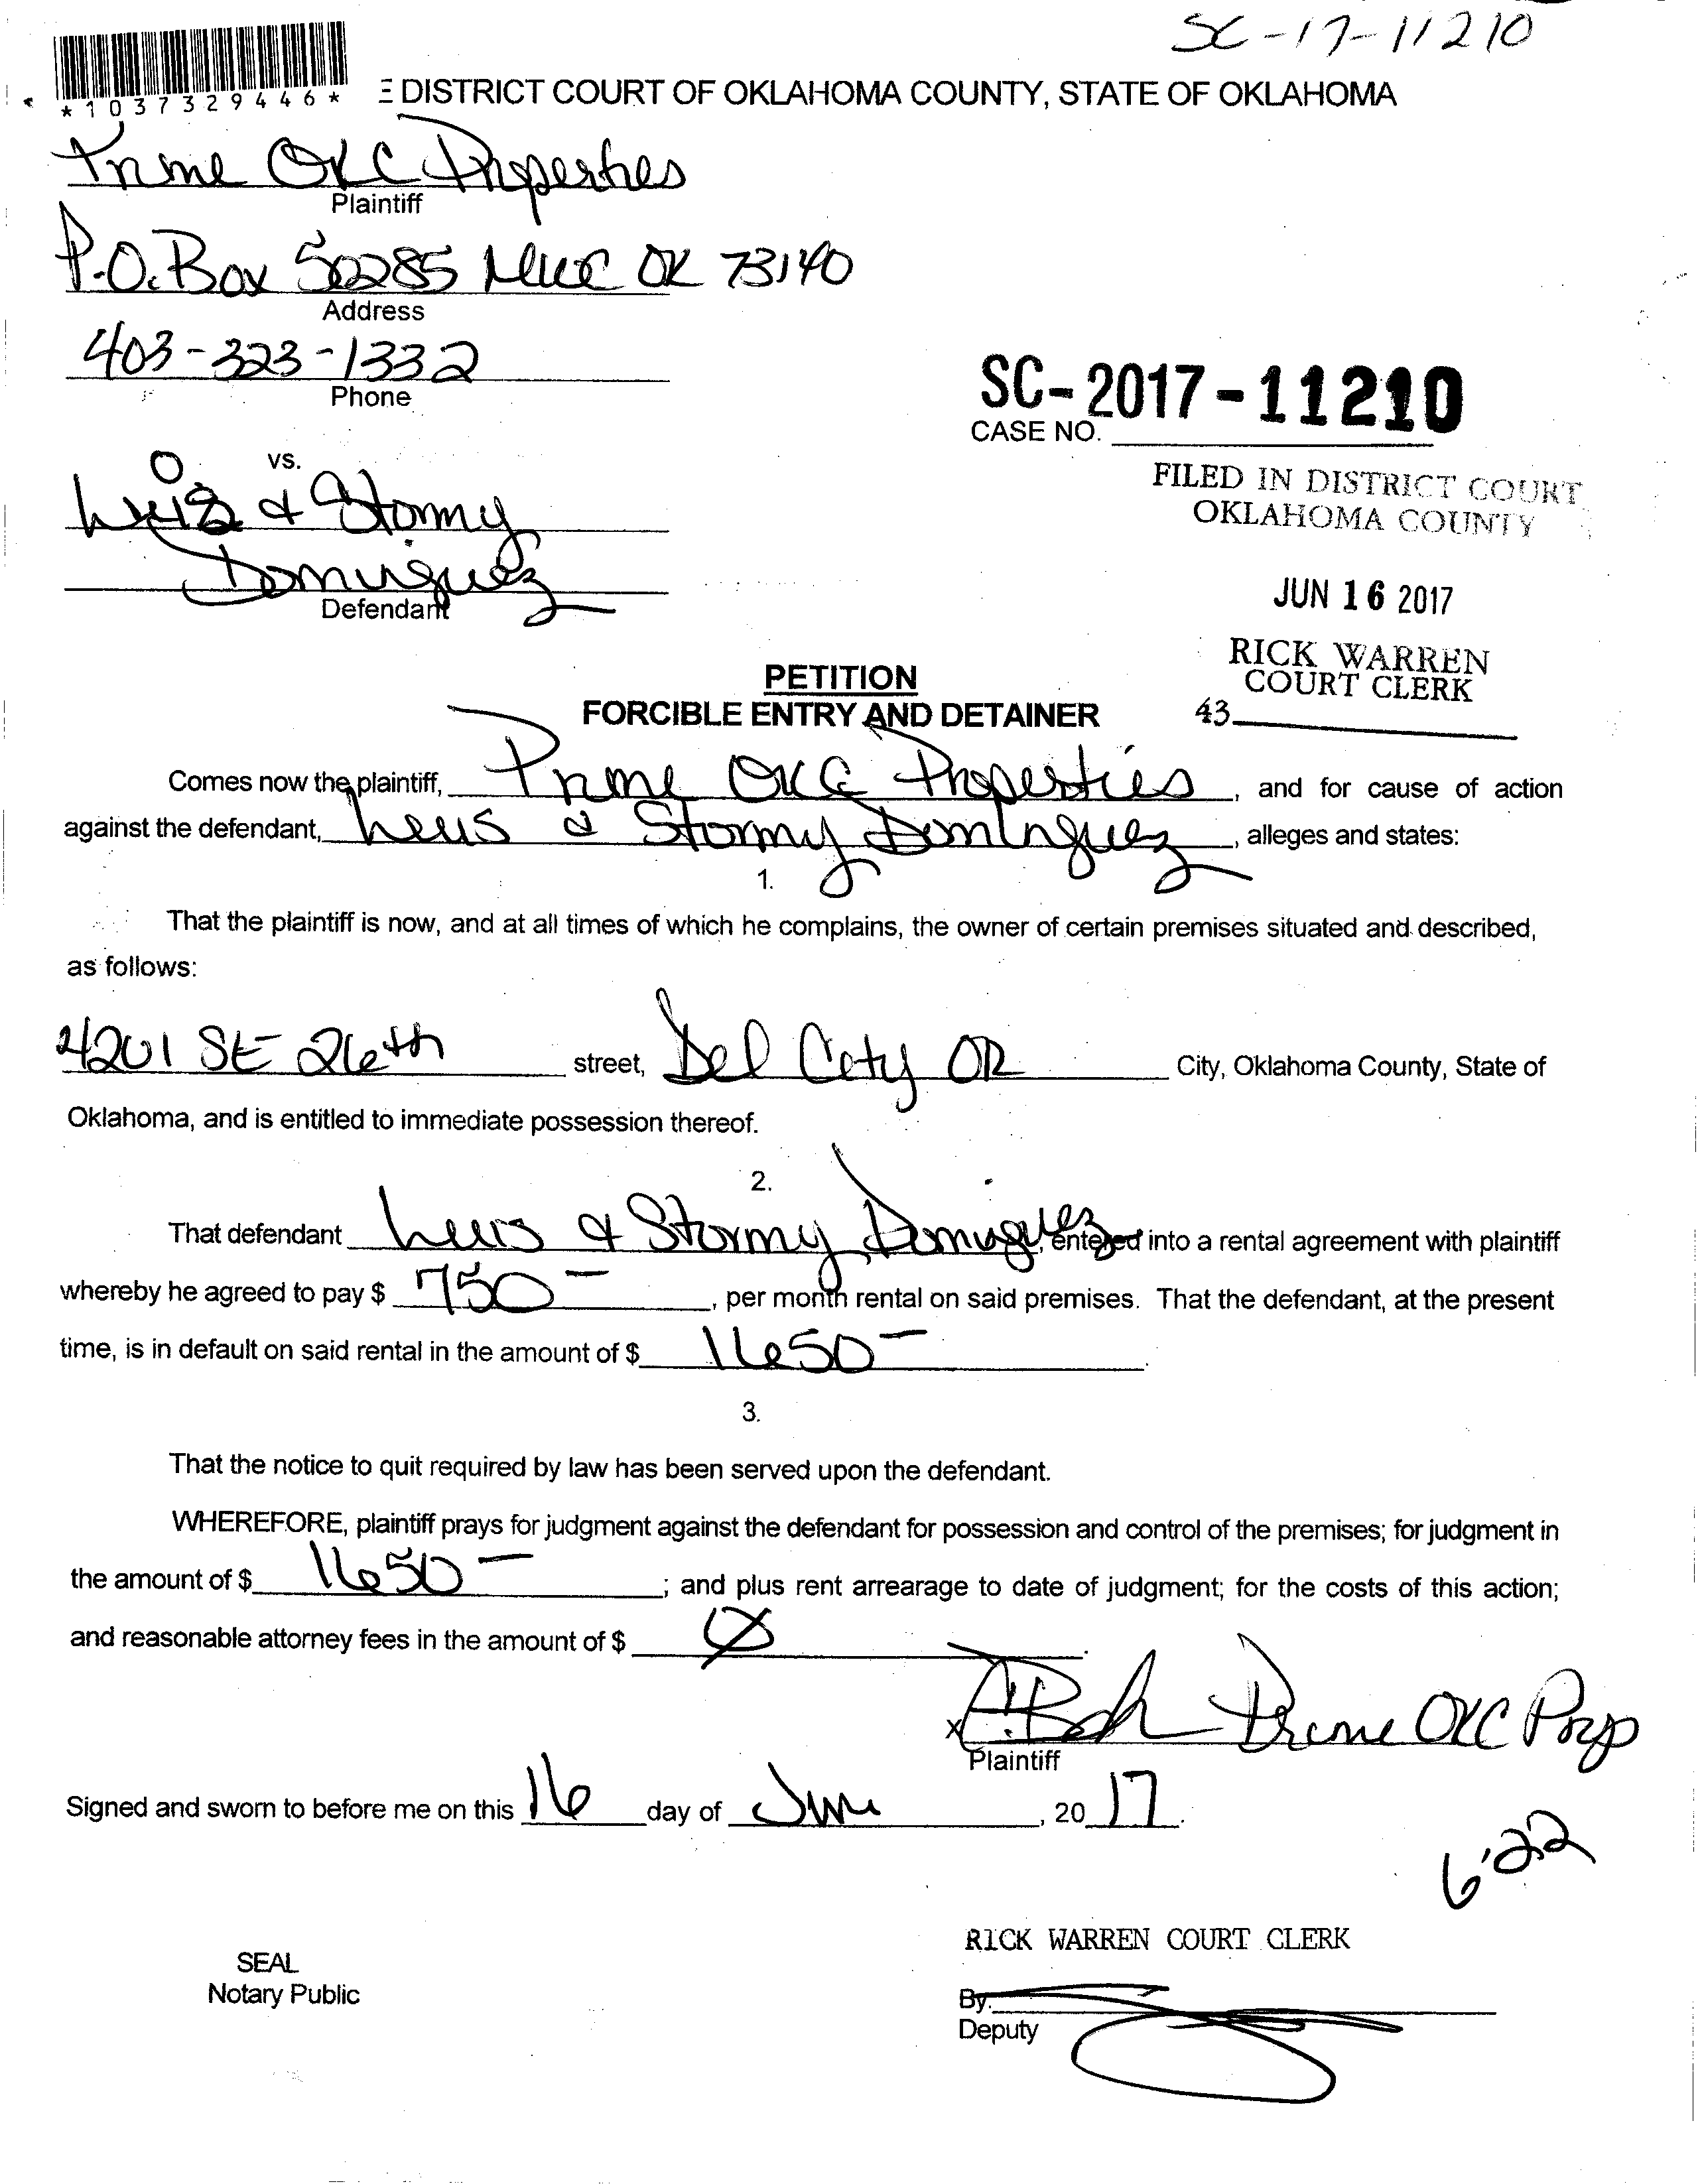 SC-17-11210
*1037329446*
E DISTRICT COURT OF OKLAHOMA COUNTY, STATE OF OKLAHOMA
Prime OKC Properties
Plaintiff
P.O. Box 50285 MWC OK 73140
Address
403-323-1332
Phone
SC-2017-11210
CASE NO.
FILED IN DISTRICT COURT
OKLAHOMA COUNTY
JUN 16 2017
RICK WARREN
COURT CLERK
43
vs.
Luis & Stormy
Dominguez
Defendant
PETITION
FORCIBLE ENTRY AND DETAINER
Comes now the plaintiff, Prime OKC Properties, and for cause of action
against the defendant, Luis & Stormy Dominguez, alleges and states:
1.
That the plaintiff is now, and at all times of which he complains, the owner of certain premises situated and described,
as follows:
4201 SE 26th street, Del City OK City, Oklahoma County, State of
Oklahoma, and is entitled to immediate possession thereof.
2.
That defendant Luis & Stormy Dominguez, entered into a rental agreement with plaintiff
whereby he agreed to pay $ 750-, per month rental on said premises. That the defendant, at the present
time, is in default on said rental in the amount of $ 1650-.
3.
That the notice to quit required by law has been served upon the defendant.
WHEREFORE, plaintiff prays for judgment against the defendant for possession and control of the premises; for judgment in
the amount of $ 1650-; and plus rent arrearage to date of judgment; for the costs of this action;
and reasonable attorney fees in the amount of $ Ø.
x Prime OKC Prop
Plaintiff
Signed and sworn to before me on this 16 day of June, 2017.
6-22
RICK WARREN COURT CLERK
SEAL
Notary Public
By:
Deputy